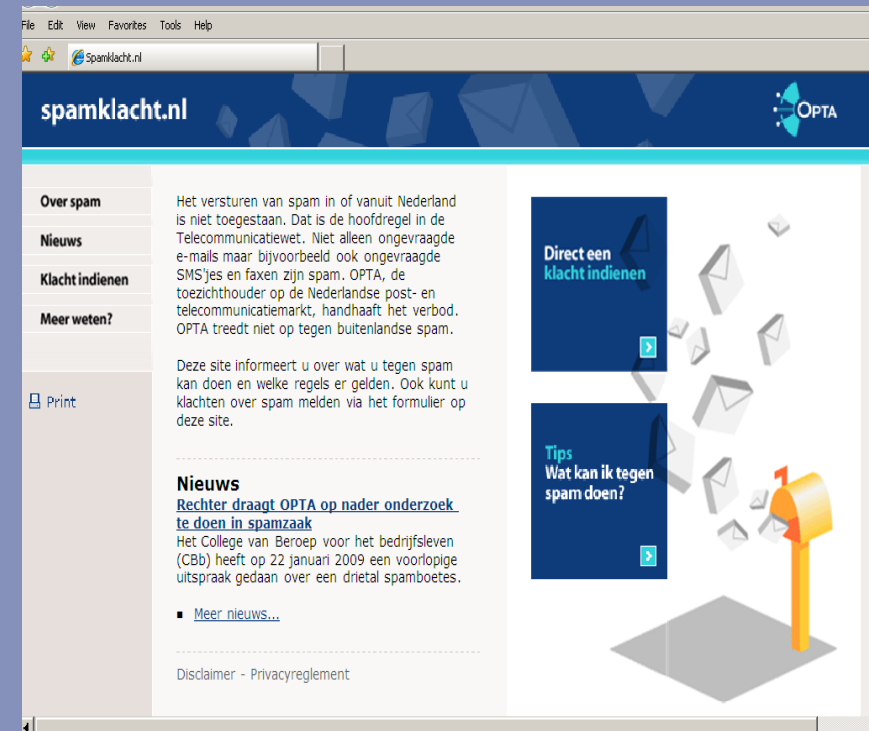 File Edit View Favorites Tools Help
Spamklacht.nl
spamklacht.nl
OPTA
Over spam
Nieuws
Klacht indienen
Meer weten?
Print
Het versturen van spam in of vanuit Nederland
is niet toegestaan. Dat is de hoofdregel in de
Telecommunicatiewet. Niet alleen ongevraagde
e-mails maar bijvoorbeeld ook ongevraagde
SMS'jes en faxen zijn spam. OPTA, de
toezichthouder op de Nederlandse post- en
telecommunicatiemarkt, handhaaft het verbod.
OPTA treedt niet op tegen buitenlandse spam.
Deze site informeert u over wat u tegen spam
kan doen en welke regels er gelden. Ook kunt u
klachten over spam melden via het formulier op
deze site.
Nieuws
Rechter draagt OPTA op nader onderzoek
te doen in spamzaak
Het College van Beroep voor het bedrijfsleven
(CBb) heeft op 22 januari 2009 een voorlopige
uitspraak gedaan over een drietal spamboetes.
Meer nieuws...
Disclaimer - Privacyreglement
Direct een
klacht indienen
Tips
Wat kan ik tegen
spam doen?